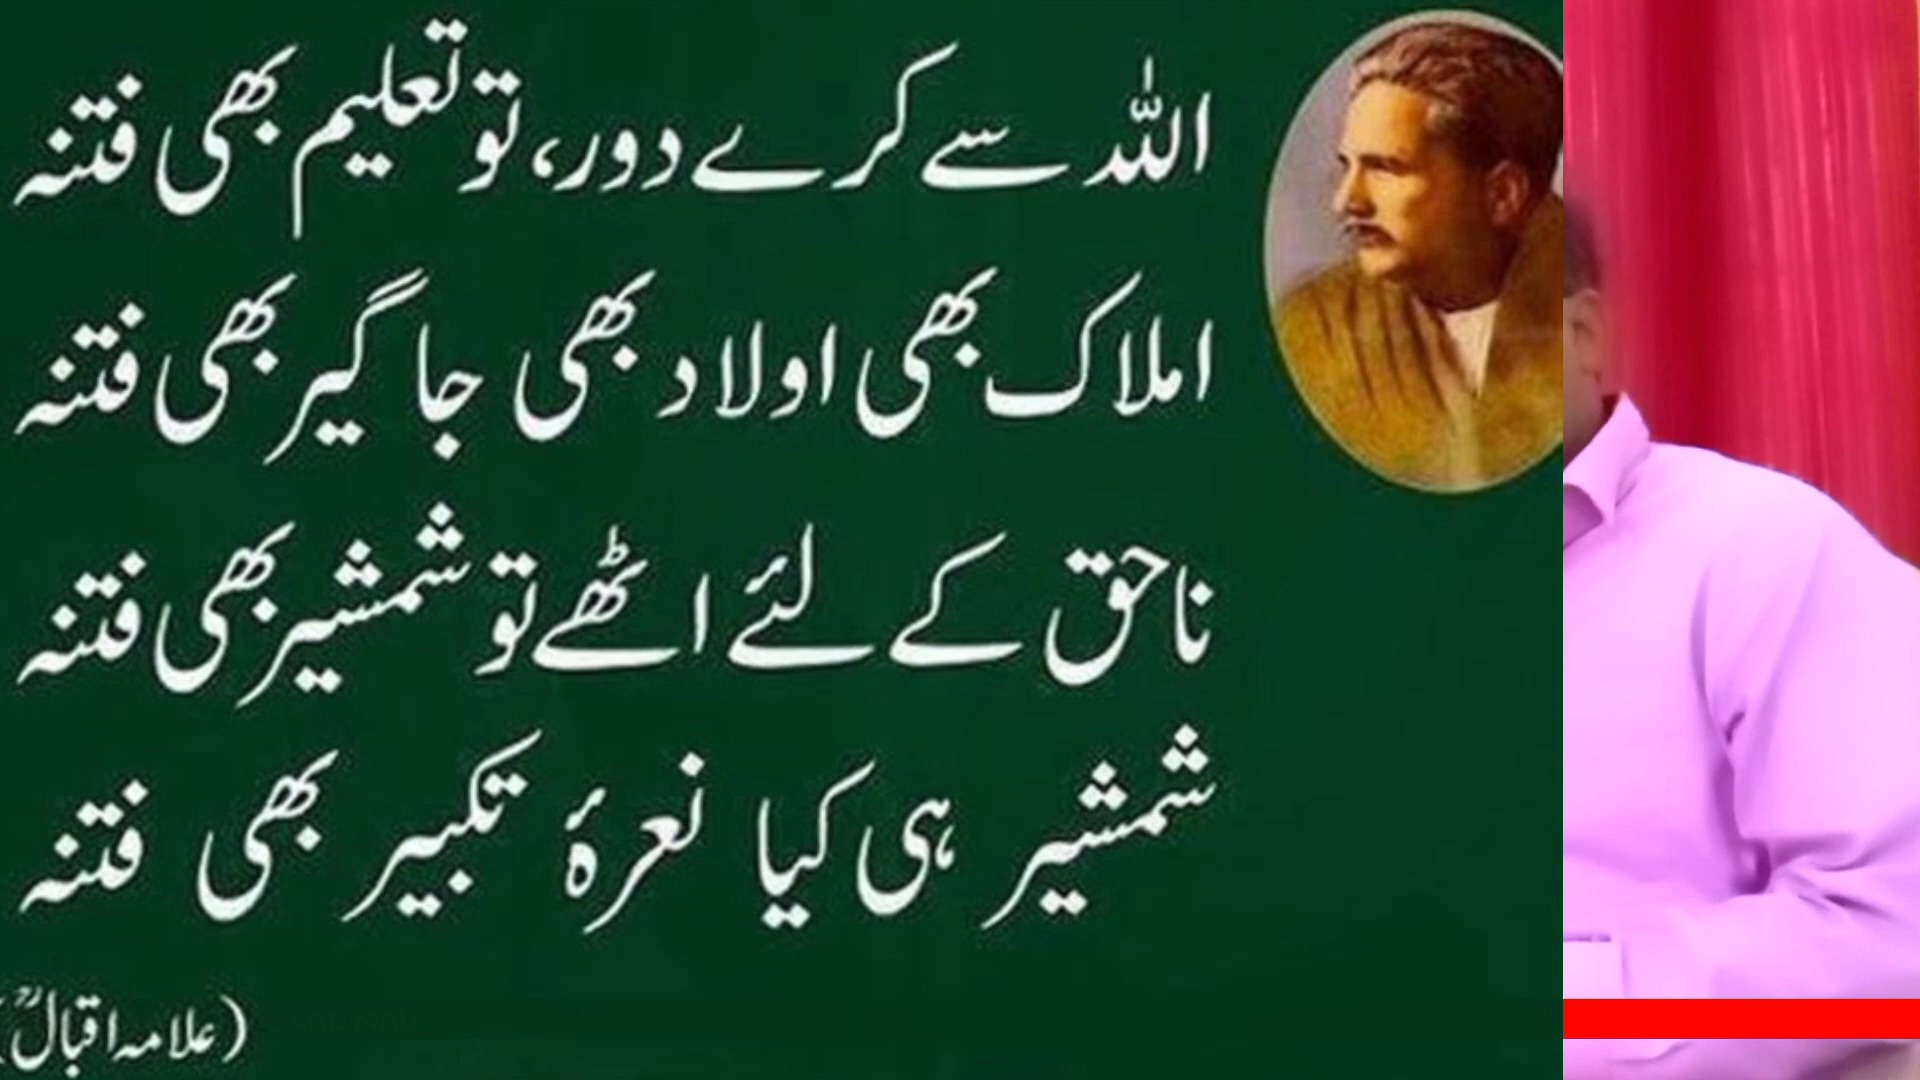 اللہ سے کرے دور، تو تعلیم بھی فتنہ
املاک بھی اولاد بھی جاگیر بھی فتنہ
ناحق کے لئے اٹھے تو شمشیر بھی فتنہ
شمشیر ہی کیا نعرۂ تکبیر بھی فتنہ
(علامہ اقبالؒ)